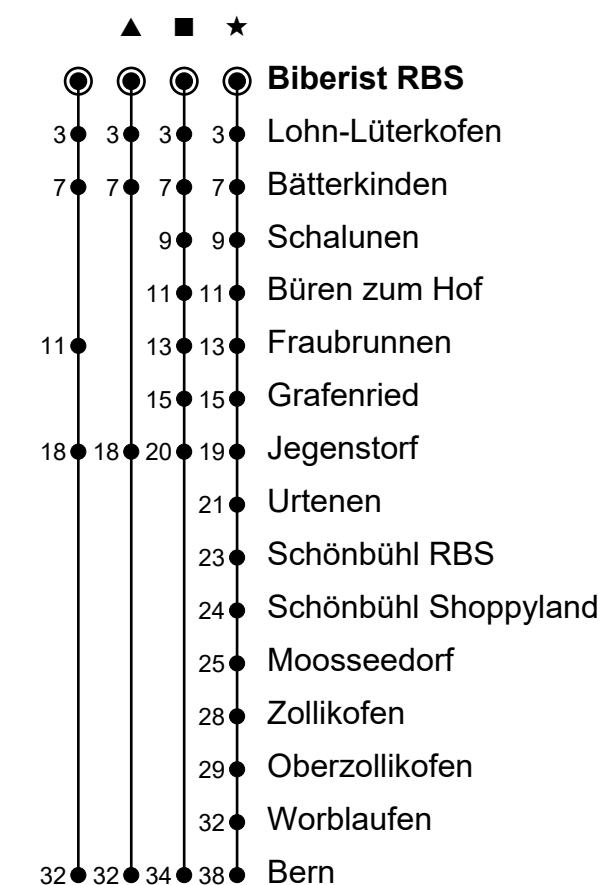 ▲ ■ ★
Biberist RBS
3 3 3 3 Lohn-Lüterkofen
7 7 7 7 Bätterkinden
9 9 Schalunen
11 11 Büren zum Hof
11 13 13 Fraubrunnen
15 15 Grafenried
18 18 20 19 Jegenstorf
21 Urtenen
23 Schönbühl RBS
24 Schönbühl Shoppyland
25 Moosseedorf
28 Zollikofen
29 Oberzollikofen
32 Worblaufen
32 32 34 38 Bern